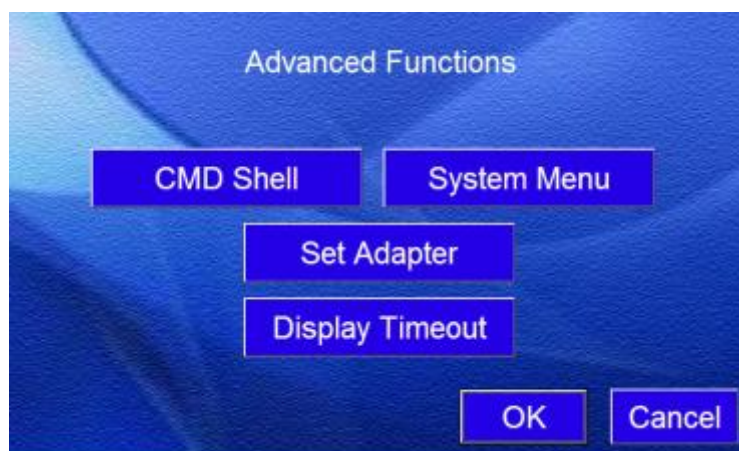 Advanced Functions
CMD Shell System Menu
Set Adapter
Display Timeout
OK Cancel